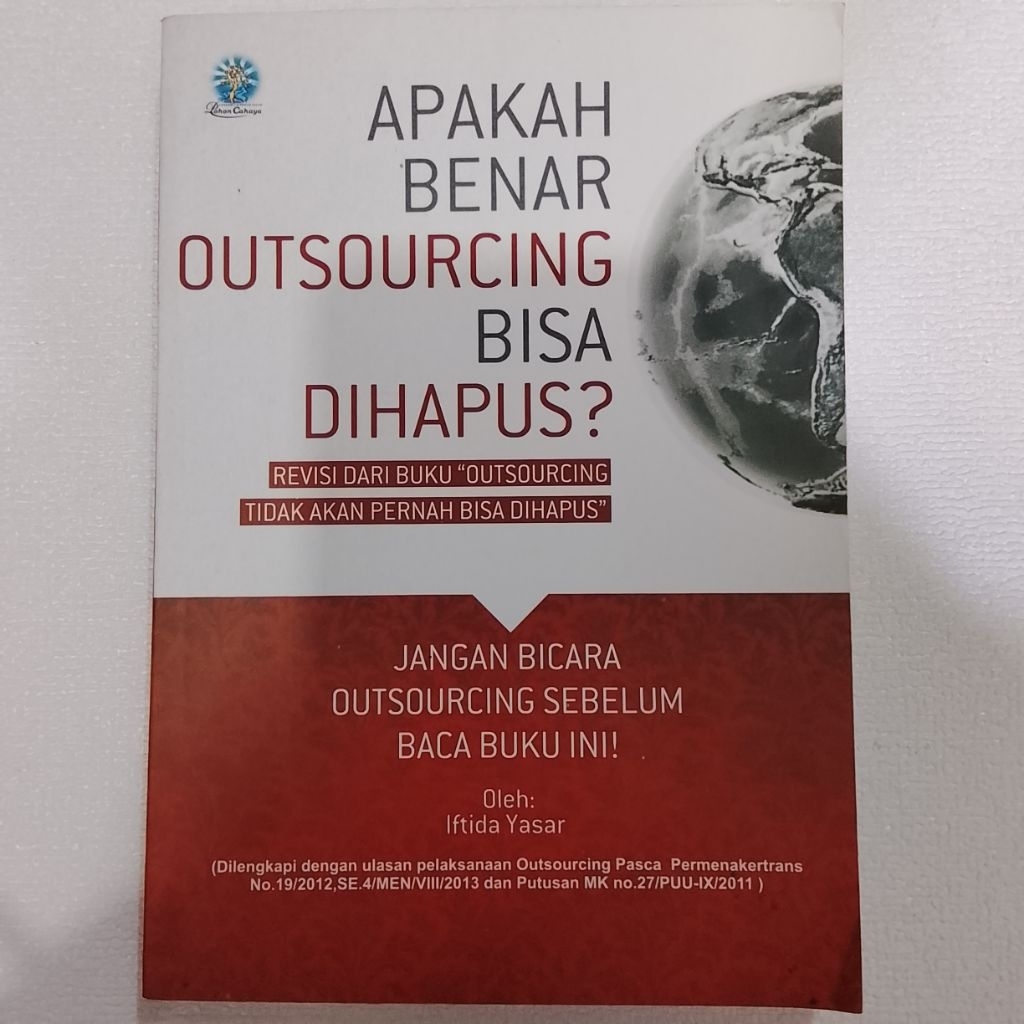 Pohon Cahaya
APAKAH
BENAR
OUTSOURCING
BISA
DIHAPUS?
REVISI DARI BUKU “OUTSOURCING
TIDAK AKAN PERNAH BISA DIHAPUS”
JANGAN BICARA
OUTSOURCING SEBELUM
BACA BUKU INI!
Oleh:
Iftida Yasar
(Dilengkapi dengan ulasan pelaksanaan Outsourcing Pasca Permenakertrans
No.19/2012,SE.4/MEN/VIII/2013 dan Putusan MK no.27/PUU-IX/2011 )